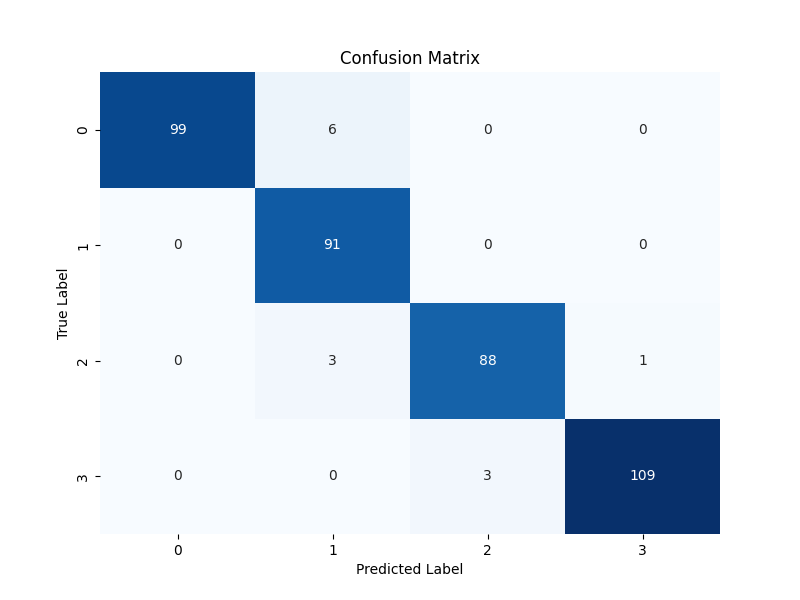 Confusion Matrix
0 99 6 0 0
1 0 91 0 0
True Label
2 0 3 88 1
3 0 0 3 109
0 1 2 3
Predicted Label